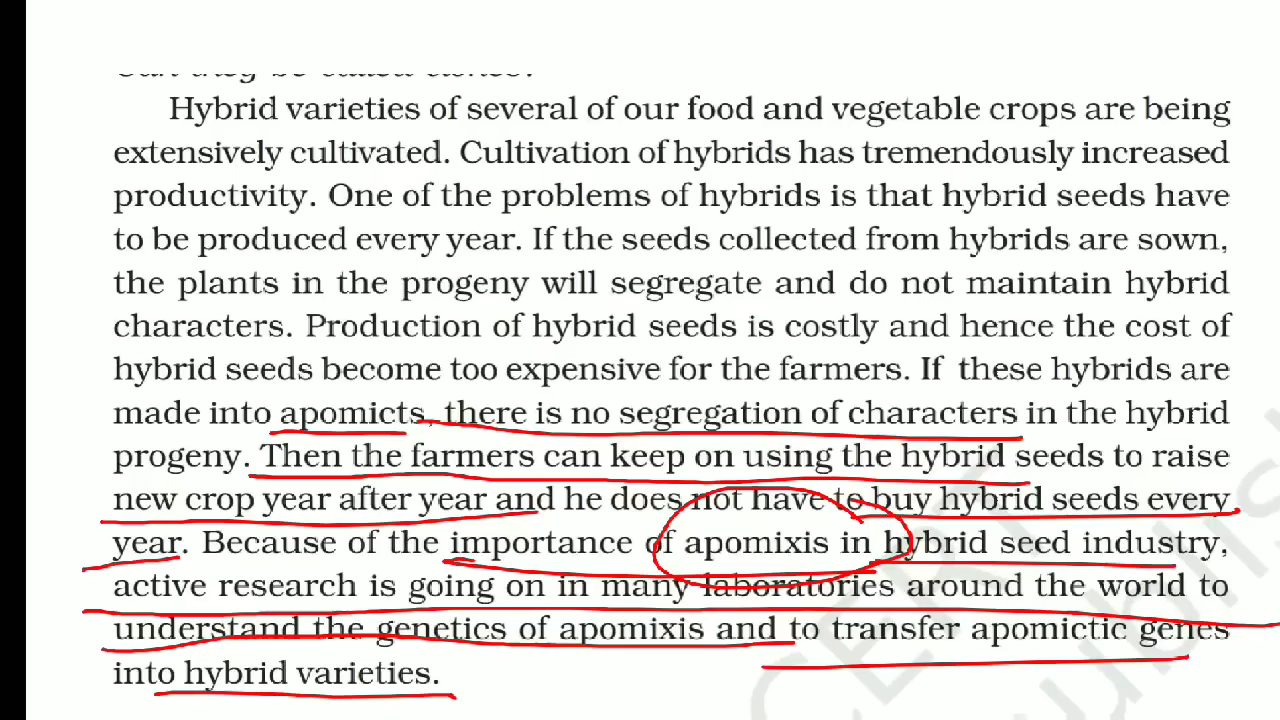 Hybrid varieties of several of our food and vegetable crops are being
extensively cultivated. Cultivation of hybrids has tremendously increased
productivity. One of the problems of hybrids is that hybrid seeds have
to be produced every year. If the seeds collected from hybrids are sown,
the plants in the progeny will segregate and do not maintain hybrid
characters. Production of hybrid seeds is costly and hence the cost of
hybrid seeds become too expensive for the farmers. If these hybrids are
made into apomicts, there is no segregation of characters in the hybrid
progeny. Then the farmers can keep on using the hybrid seeds to raise
new crop year after year and he does not have to buy hybrid seeds every
year. Because of the importance of apomixis in hybrid seed industry,
active research is going on in many laboratories around the world to
understand the genetics of apomixis and to transfer apomictic genes
into hybrid varieties.